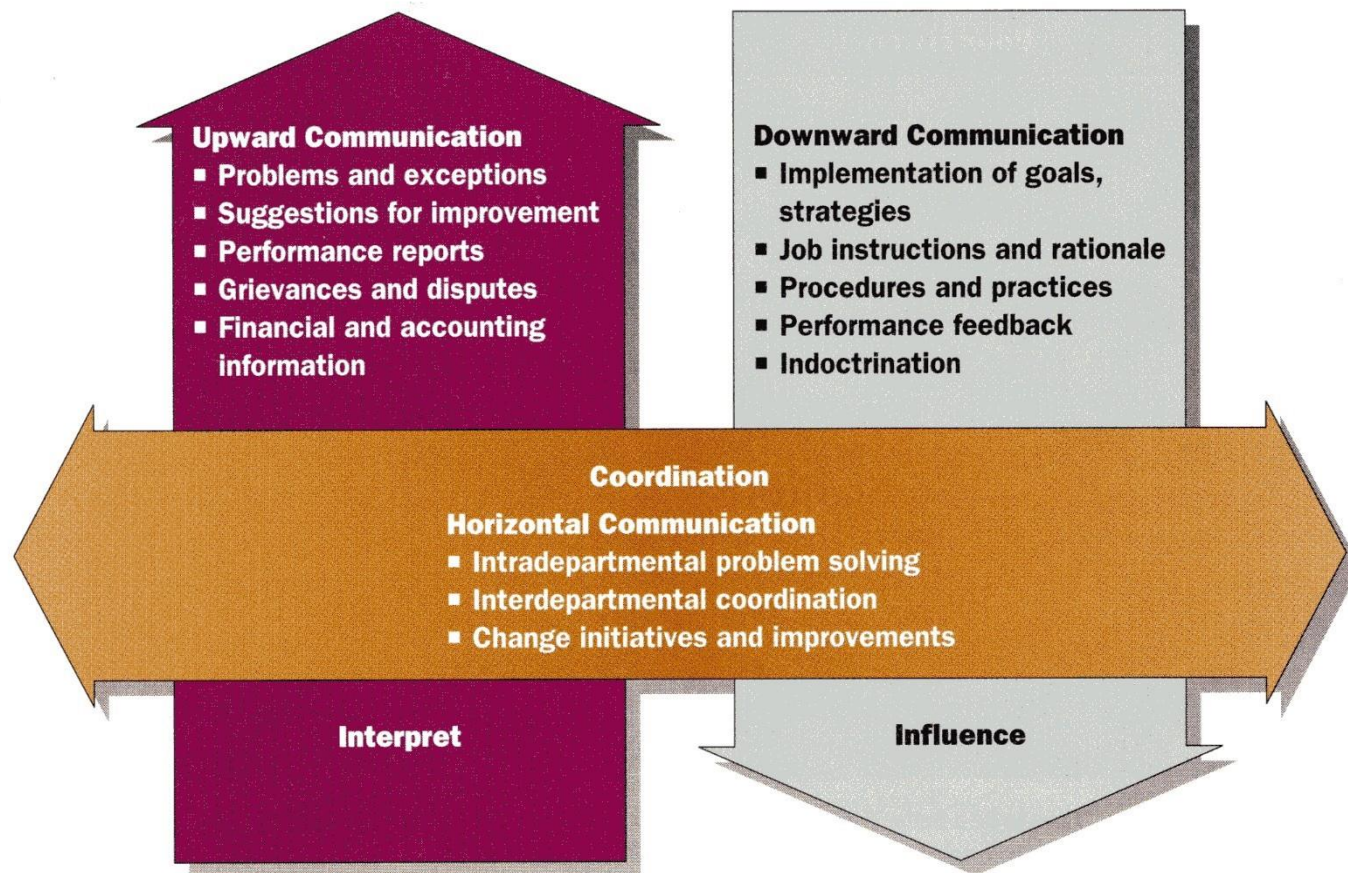 Upward Communication
▪ Problems and exceptions
▪ Suggestions for improvement
▪ Performance reports
▪ Grievances and disputes
▪ Financial and accounting
information
Downward Communication
▪ Implementation of goals,
strategies
▪ Job instructions and rationale
▪ Procedures and practices
▪ Performance feedback
▪ Indoctrination
Coordination
Horizontal Communication
▪ Intradepartmental problem solving
▪ Interdepartmental coordination
▪ Change initiatives and improvements
Interpret
Influence